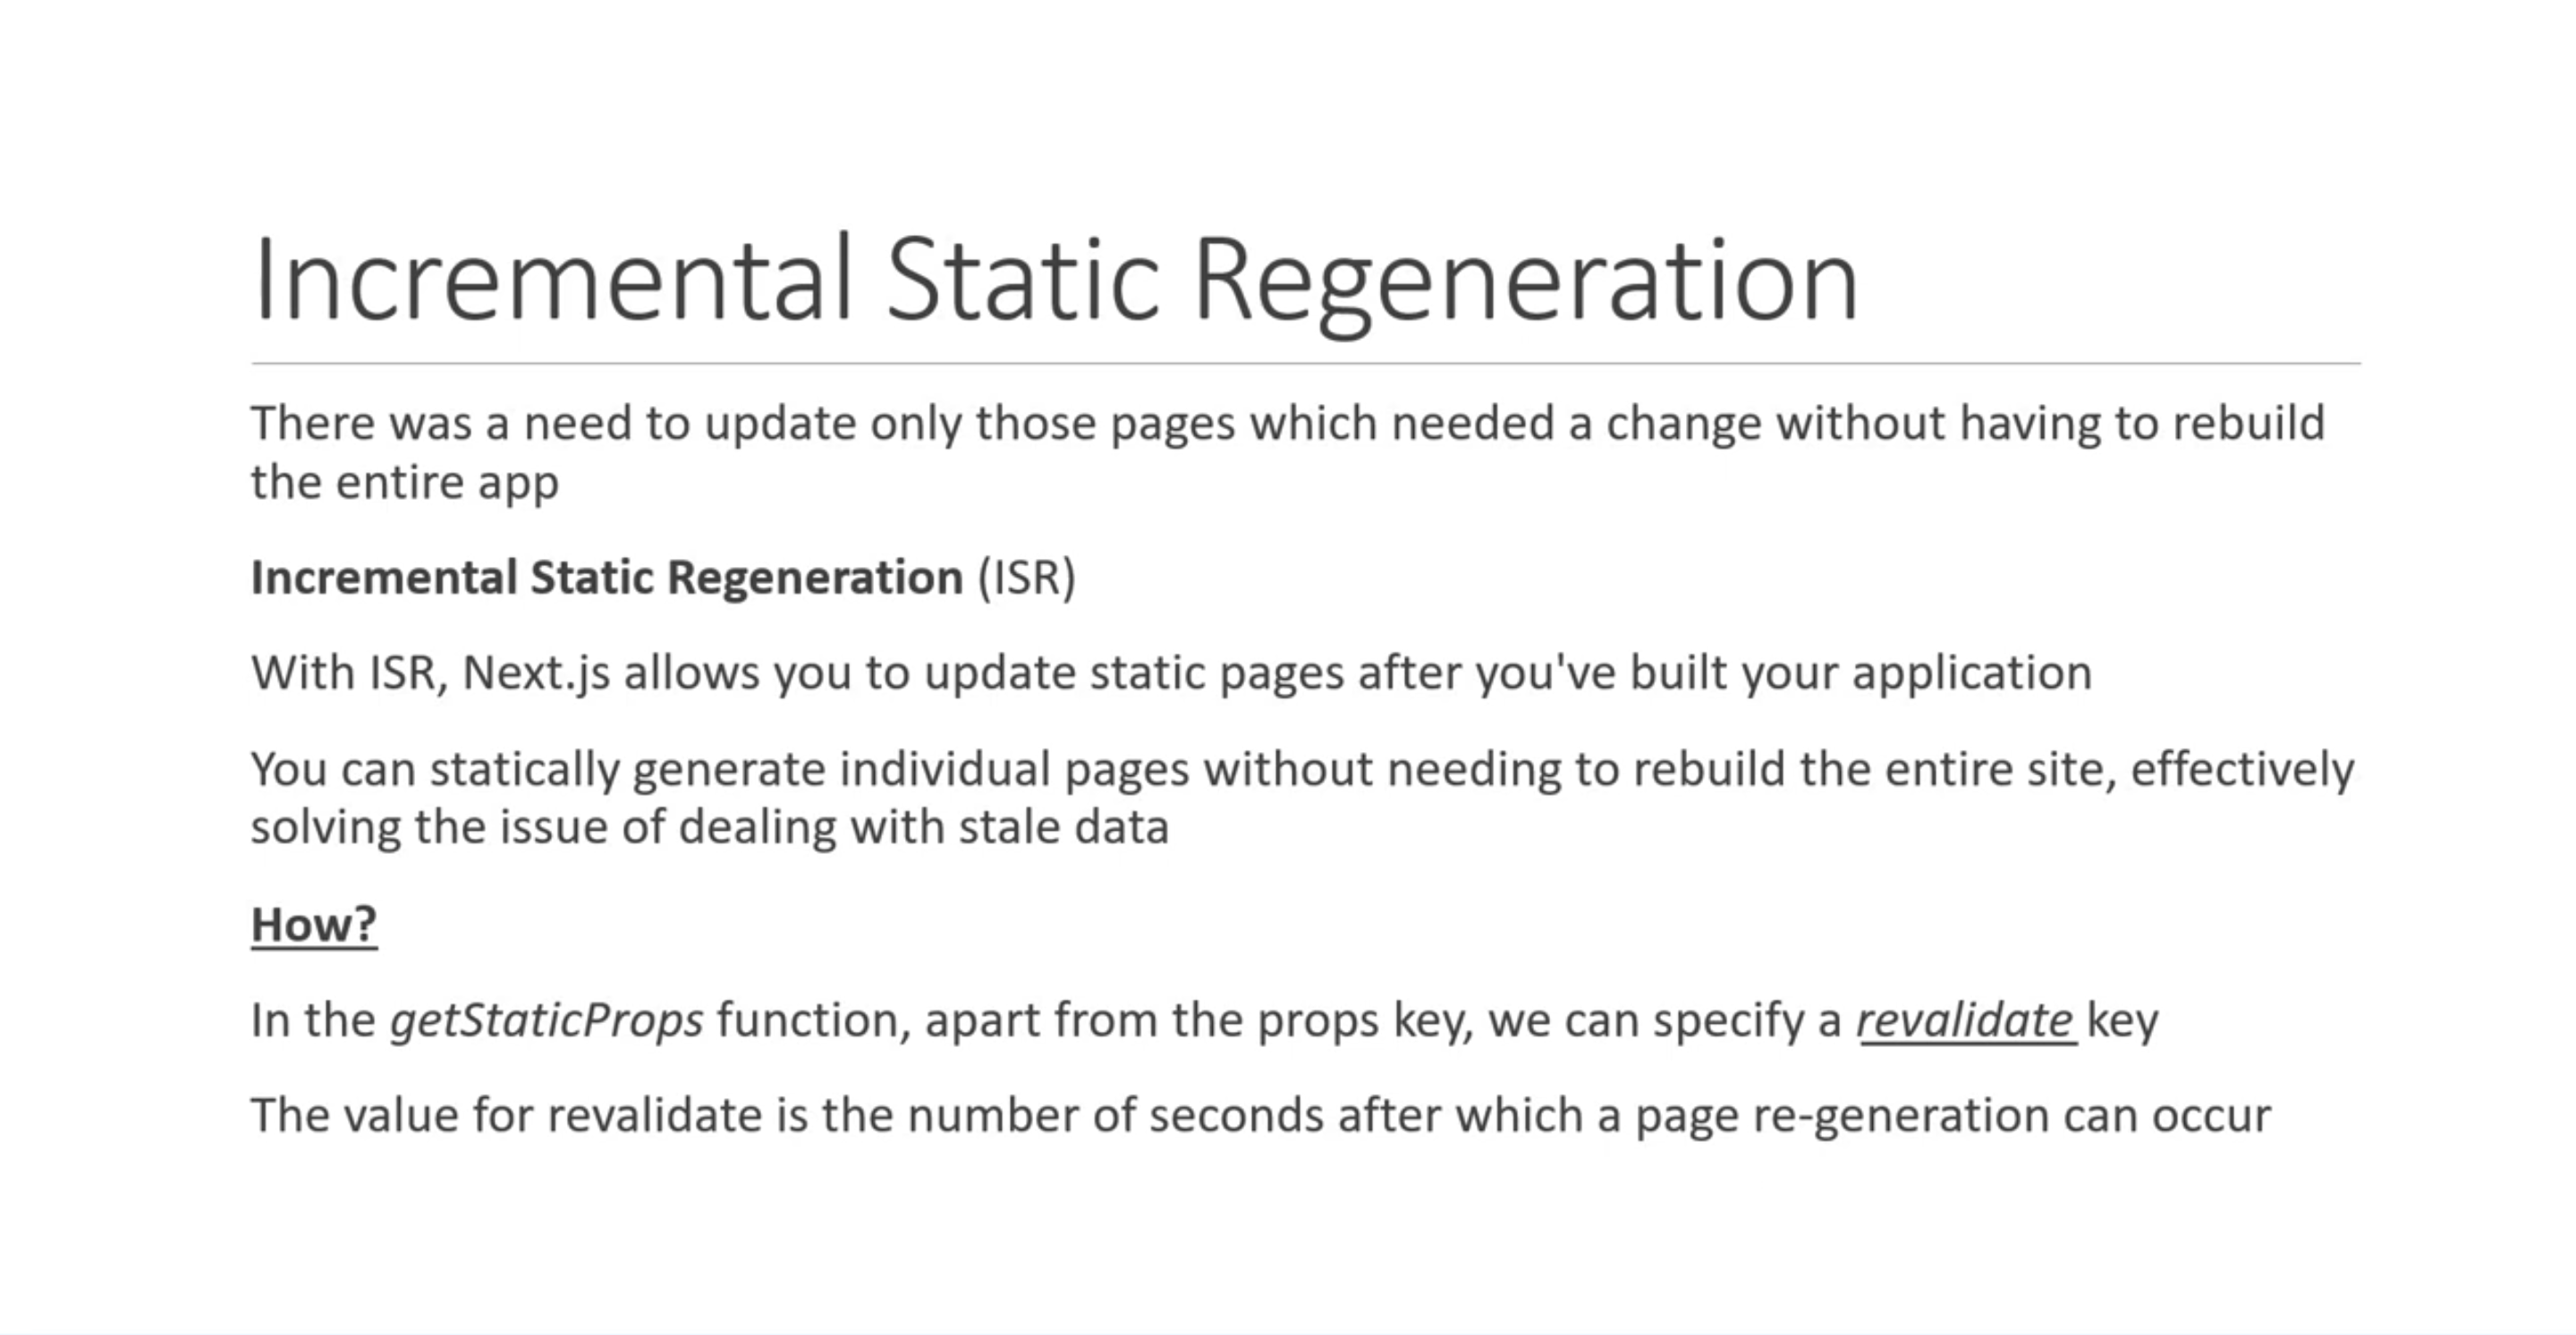 Incremental Static Regeneration
There was a need to update only those pages which needed a change without having to rebuild
the entire app
Incremental Static Regeneration (ISR)
With ISR, Next.js allows you to update static pages after you've built your application
You can statically generate individual pages without needing to rebuild the entire site, effectively
solving the issue of dealing with stale data
How?
In the getStaticProps function, apart from the props key, we can specify a revalidate key
The value for revalidate is the number of seconds after which a page re-generation can occur